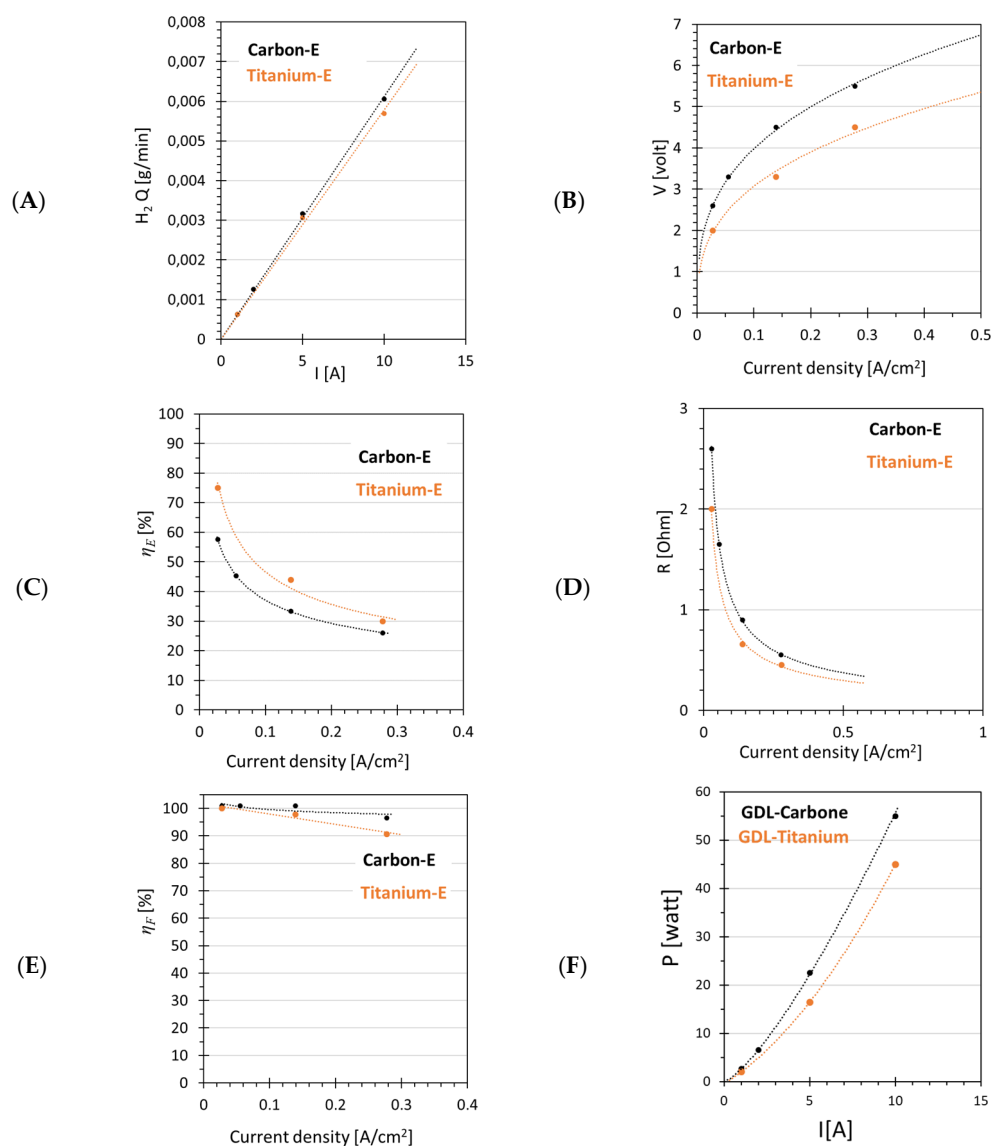 (A)
0,008
0,007
0,006
0,005
0,004
0,003
0,002
0,001
0
H₂ Q [g/min]
Carbon-E
Titanium-E
0 5 10 15
I [A]
(B)
7
6
5
4
3
2
1
0
V [volt]
Carbon-E
Titanium-E
0 0.1 0.2 0.3 0.4 0.5
Current density [A/cm²]
(C)
100
90
80
70
60
50
40
30
20
10
0
η_E [%]
Carbon-E
Titanium-E
0 0.1 0.2 0.3 0.4
Current density [A/cm²]
(D)
3
2
1
0
R [Ohm]
Carbon-E
Titanium-E
0 0.5 1
Current density [A/cm²]
(E)
100
90
80
70
60
50
40
30
20
10
0
η_F [%]
Carbon-E
Titanium-E
0 0.1 0.2 0.3 0.4
Current density [A/cm²]
(F)
60
50
40
30
20
10
0
P [watt]
GDL-Carbone
GDL-Titanium
0 5 10 15
I[A]